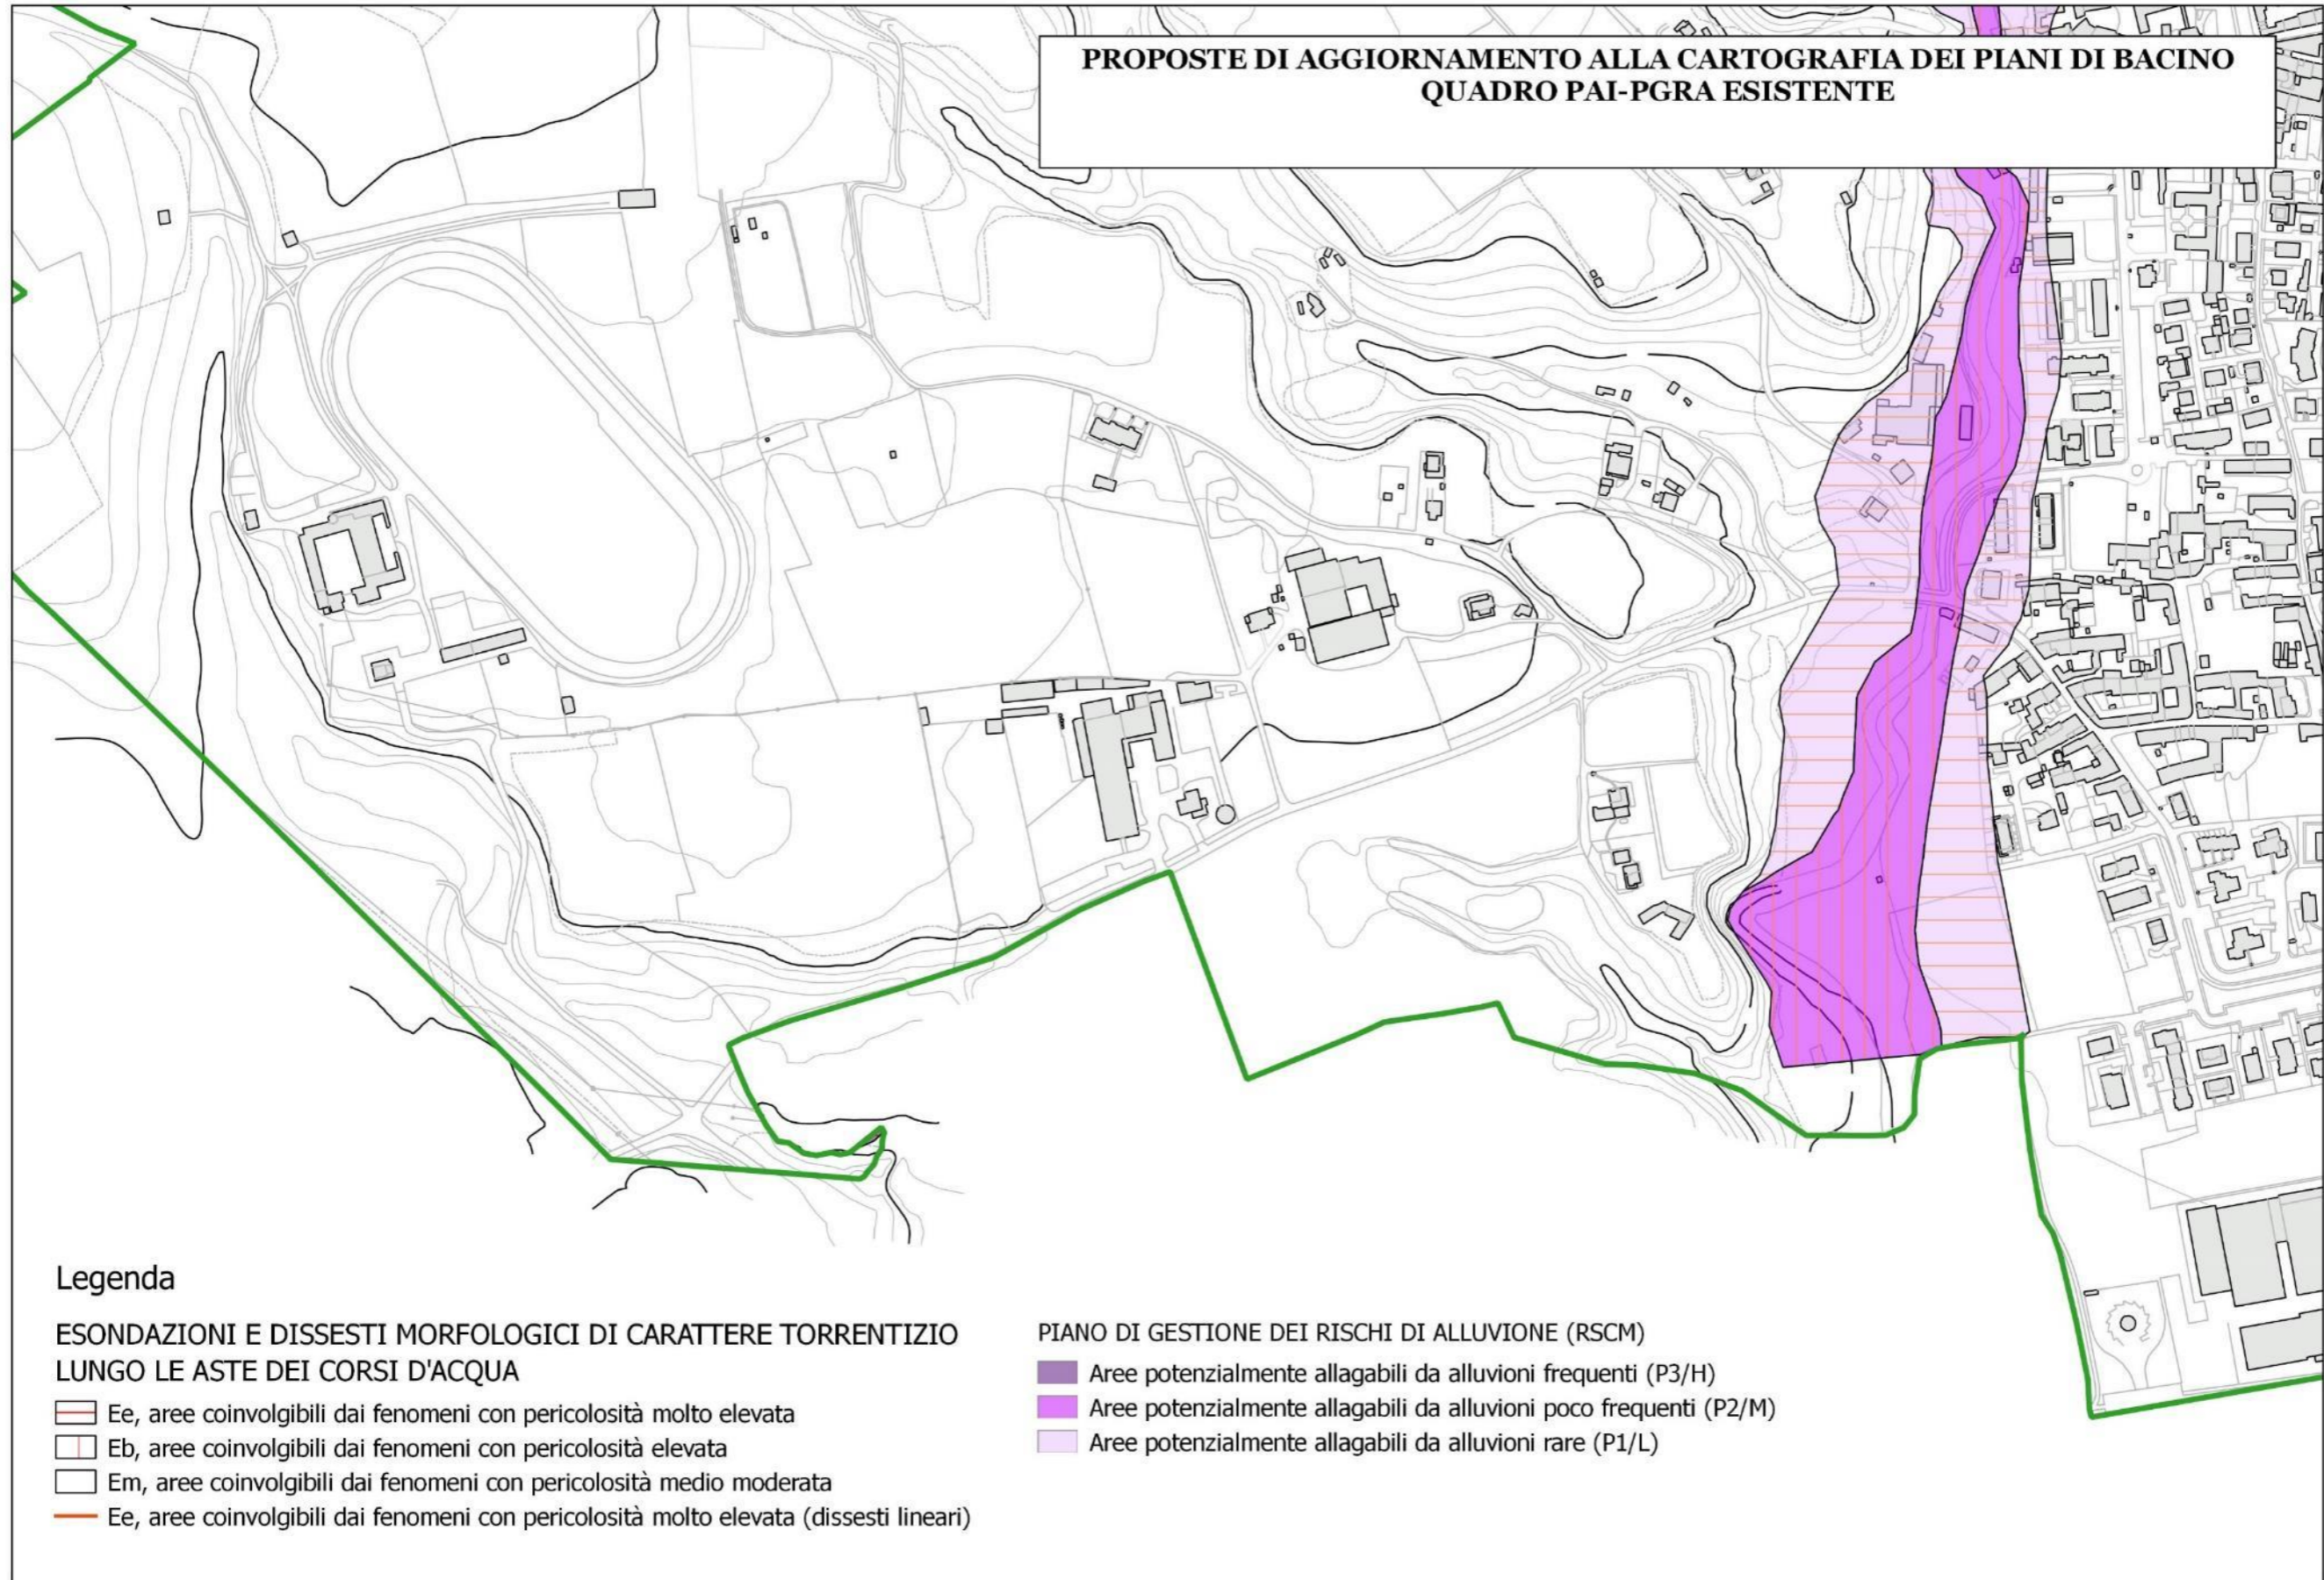 PROPOSTE DI AGGIORNAMENTO ALLA CARTOGRAFIA DEI PIANI DI BACINO
QUADRO PAI-PGRA ESISTENTE
Legenda
ESONDAZIONI E DISSESTI MORFOLOGICI DI CARATTERE TORRENTIZIO
LUNGO LE ASTE DEI CORSI D'ACQUA
Ee, aree coinvolgibili dai fenomeni con pericolosità molto elevata
Eb, aree coinvolgibili dai fenomeni con pericolosità elevata
Em, aree coinvolgibili dai fenomeni con pericolosità medio moderata
Ee, aree coinvolgibili dai fenomeni con pericolosità molto elevata (dissesti lineari)
PIANO DI GESTIONE DEI RISCHI DI ALLUVIONE (RSCM)
Aree potenzialmente allagabili da alluvioni frequenti (P3/H)
Aree potenzialmente allagabili da alluvioni poco frequenti (P2/M)
Aree potenzialmente allagabili da alluvioni rare (P1/L)